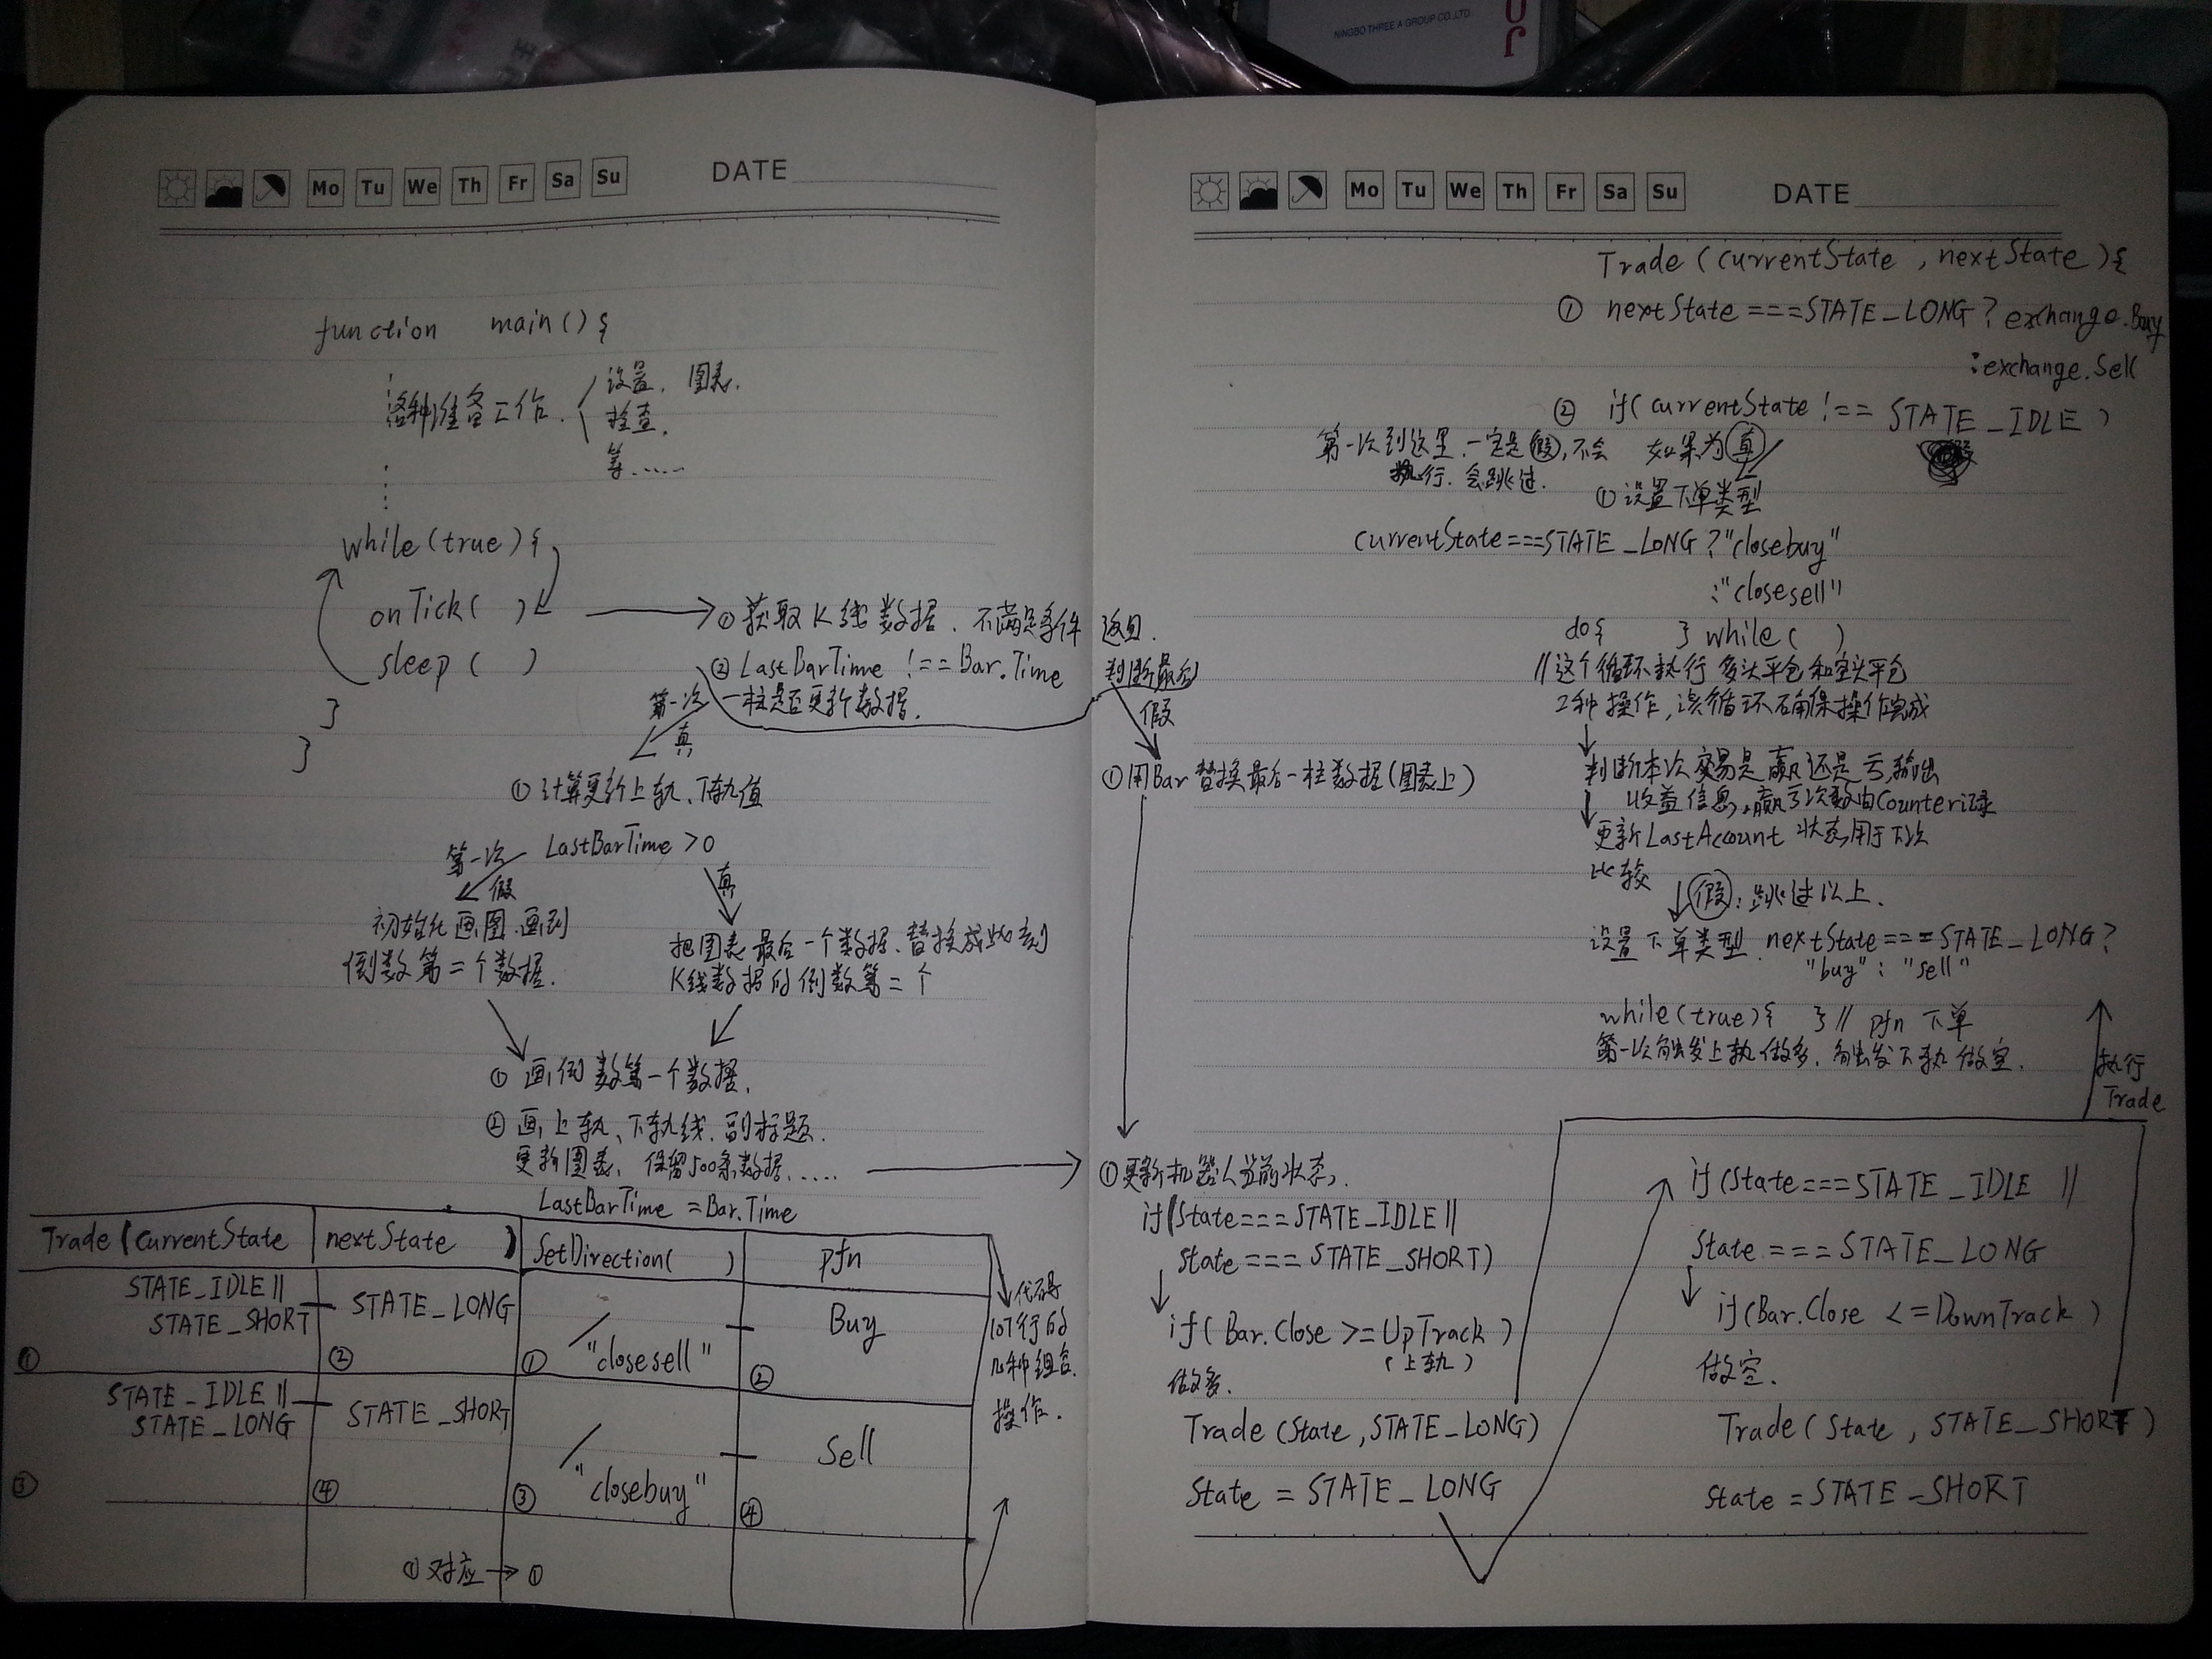 NINGBO THREE A GROUP CO.,LTD
Mo Tu We Th Fr Sa Su DATE
function main() {
各种准备工作. 设置, 图表,
检查,
等......
while(true) {
onTick( )
sleep ( )
}
}
① 获取K线数据, 不满足条件 返回.
② LastBarTime !== Bar.Time 判断最后
一柱是否更新数据.
第一次
真
假
① 计算更新上轨、下轨值
LastBarTime > 0
第一次
假
真
初始化画图 画到
倒数第二个数据.
把图表最后一个数据, 替换成此刻
K线数据的倒数第二个
① 画倒数第一个数据.
② 画上轨、下轨线. 副标题.
更新图表, 保留500条数据......
LastBarTime = Bar.Time
Trade (currentState nextState ) SetDirection( ) pfn
STATE_IDLE ||
STATE_SHORT — STATE_LONG / "closesell" — Buy
① ② ① ②
STATE_IDLE ||
STATE_LONG — STATE_SHORT / "closebuy" — Sell
③ ④ ③ ④
① 对应 → ①
代码
107行的
几种组合
操作.
Mo Tu We Th Fr Sa Su DATE
Trade (currentState , nextState ) {
① nextState === STATE_LONG ? exchange.Buy
: exchange.Sell
② if( currentState !== STATE_IDLE )
第一次到这里, 一定是假, 不会
执行. 会跳过.
如果为真
① 设置下单类型
currentState === STATE_LONG ? "closebuy"
: "closesell"
do { } while( )
// 这个循环执行 多头平仓和空头平仓
2种操作, 该循环确保操作完成
判断本次交易是赢还是亏, 输出
收益信息, 赢亏次数由Counter记录
更新LastAccount 状态, 用于下次
比较
假: 跳过以上.
设置下单类型. nextState === STATE_LONG ?
"buy" : "sell"
while(true) { } // pfn 下单
第一次触发上轨做多, 触发下轨做空.
执行
Trade
① 用Bar 替换最后一柱数据(图表上)
① 更新机器人当前状态,
if(State === STATE_IDLE ||
State === STATE_SHORT)
if( Bar.Close >= UpTrack )
(上轨)
做多.
Trade (State, STATE_LONG)
State = STATE_LONG
if(State === STATE_IDLE ||
State === STATE_LONG
if(Bar.Close <= DownTrack )
做空.
Trade ( State , STATE_SHORT )
State = STATE_SHORT